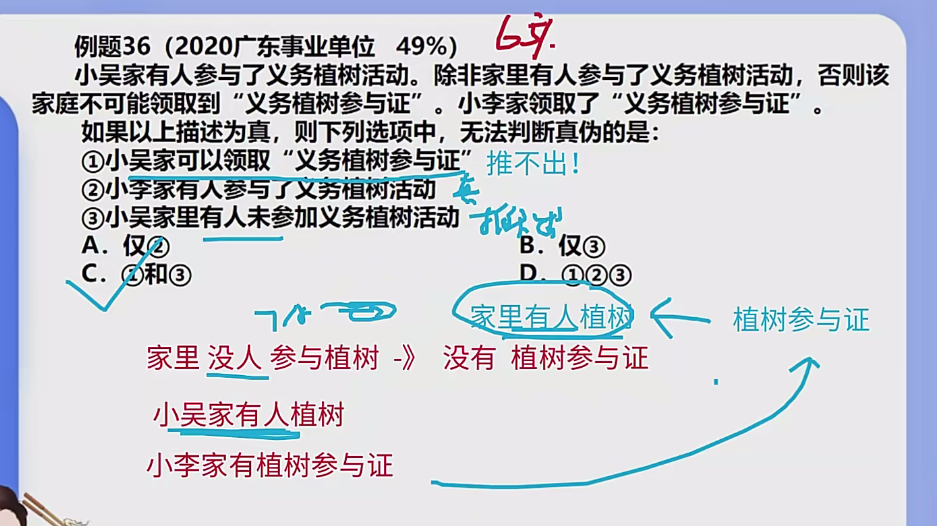 例题36（2020广东事业单位 49%）
小吴家有人参与了义务植树活动。除非家里有人参与了义务植树活动，否则该
家庭不可能领取到“义务植树参与证”。小李家领取了“义务植树参与证”。
如果以上描述为真，则下列选项中，无法判断真伪的是：
①小吴家可以领取“义务植树参与证” 推不出！
②小李家有人参与了义务植树活动 真
③小吴家里有人未参加义务植树活动 推不出
A．仅② B．仅③
C．①和③ D．①②③
家里有人植树 植树参与证
家里 没人 参与植树 -》 没有 植树参与证
小吴家有人植树
小李家有植树参与证